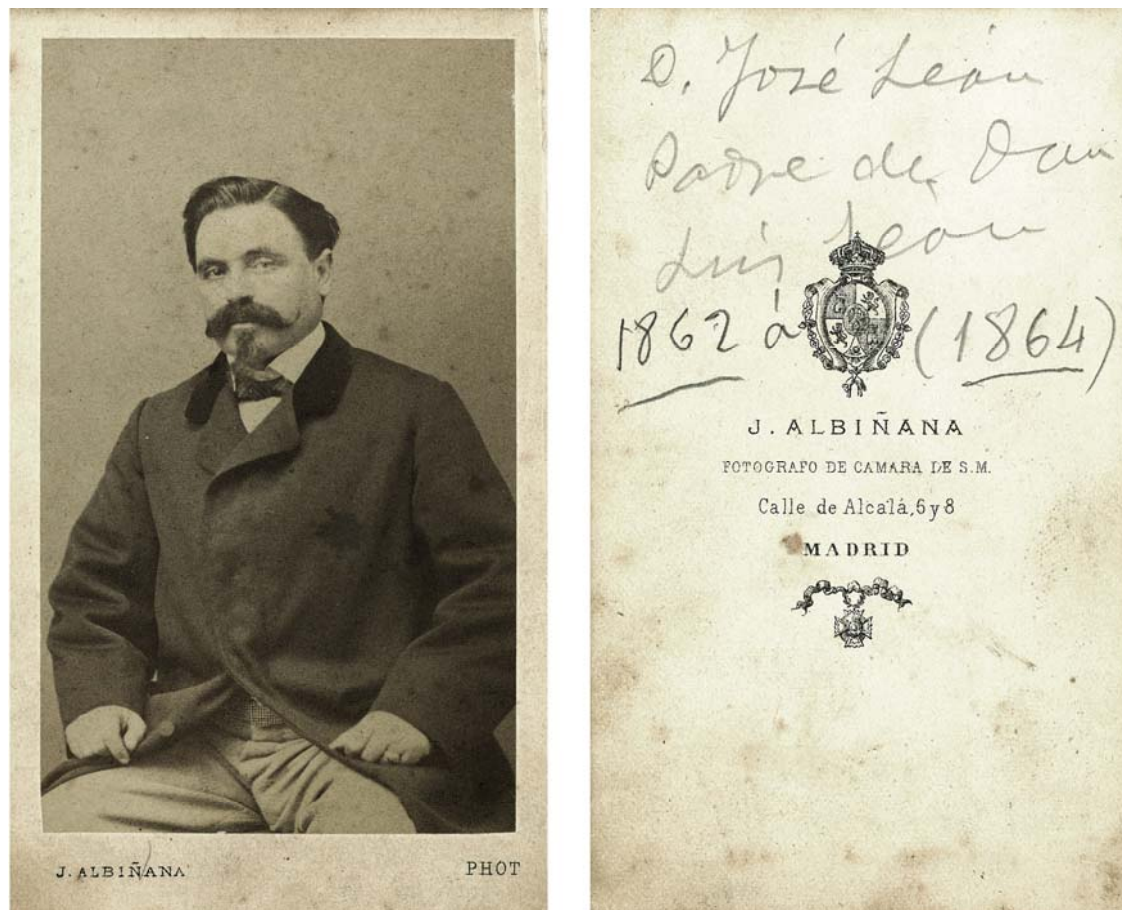 J. ALBIÑANA
PHOT
D. José León
Padre de Don
Luis León
1862 á (1864)
J. ALBIÑANA
FOTOGRAFO DE CAMARA DE S.M.
Calle de Alcalá, 6 y 8
MADRID